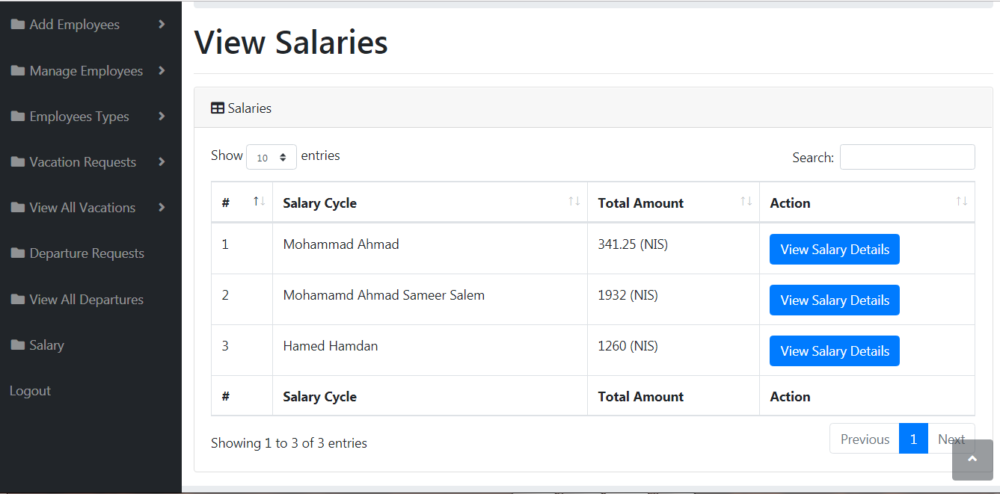 Add Employees
Manage Employees
Employees Types
Vacation Requests
View All Vacations
Departure Requests
View All Departures
Salary
Logout
View Salaries
Salaries
Show 10 entries
Search:
# Salary Cycle Total Amount Action
1 Mohammad Ahmad 341.25 (NIS) View Salary Details
2 Mohamamd Ahmad Sameer Salem 1932 (NIS) View Salary Details
3 Hamed Hamdan 1260 (NIS) View Salary Details
# Salary Cycle Total Amount Action
Showing 1 to 3 of 3 entries
Previous 1 Next